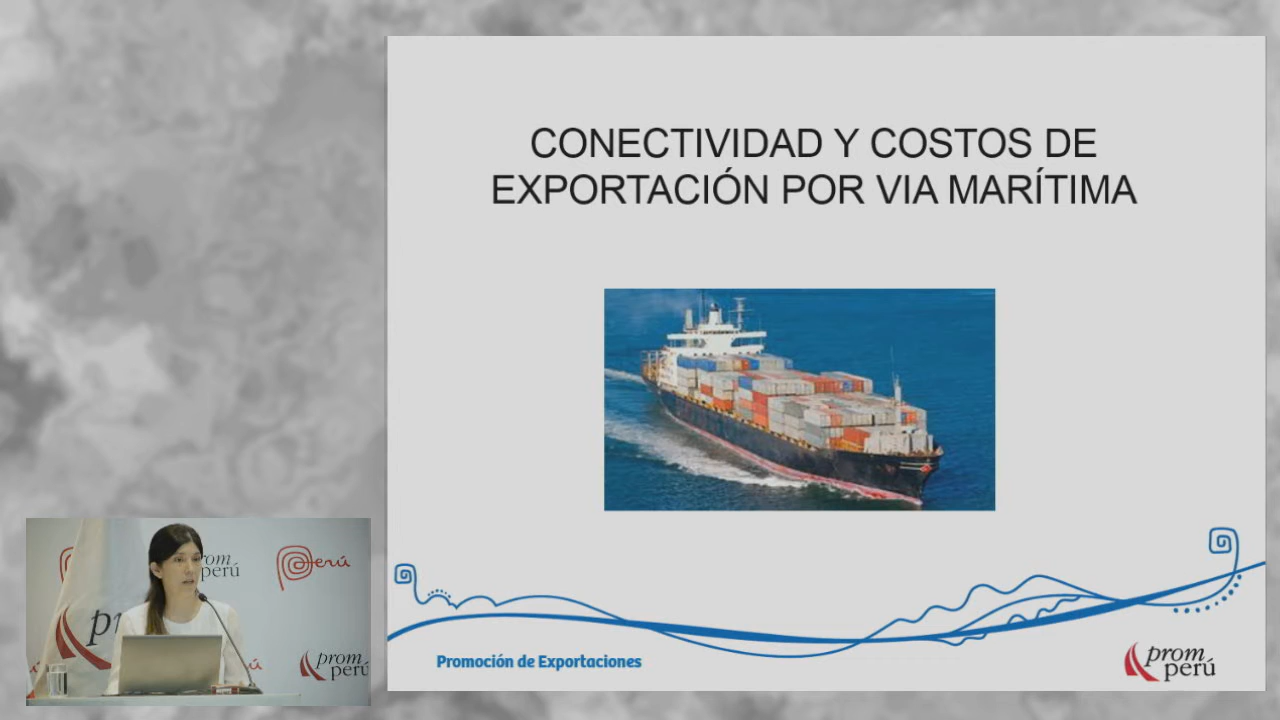 CONECTIVIDAD Y COSTOS DE
EXPORTACIÓN POR VIA MARÍTIMA
Promoción de Exportaciones
prom
perú
prom
perú
Perú
prom
perú